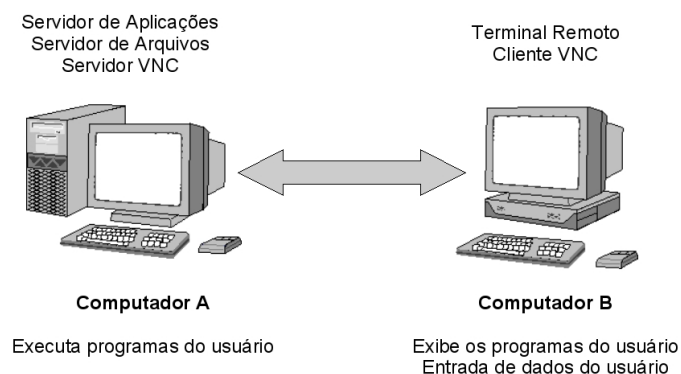 Servidor de Aplicações
Servidor de Arquivos
Servidor VNC
Terminal Remoto
Cliente VNC
Computador A
Computador B
Executa programas do usuário
Exibe os programas do usuário
Entrada de dados do usuário